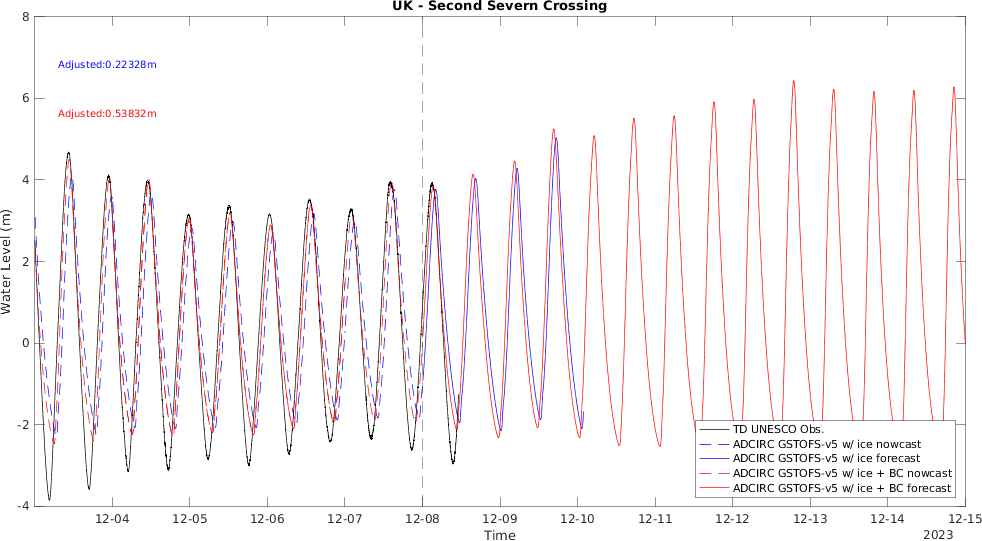 UK - Second Severn Crossing
8
6
4
2
0
-2
-4
Water Level (m)
Adjusted:0.22328m
Adjusted:0.53832m
TD UNESCO Obs.
ADCIRC GSTOFS-v5 w/ ice nowcast
ADCIRC GSTOFS-v5 w/ ice forecast
ADCIRC GSTOFS-v5 w/ ice + BC nowcast
ADCIRC GSTOFS-v5 w/ ice + BC forecast
12-04 12-05 12-06 12-07 12-08 12-09 12-10 12-11 12-12 12-13 12-14 12-15
Time
2023